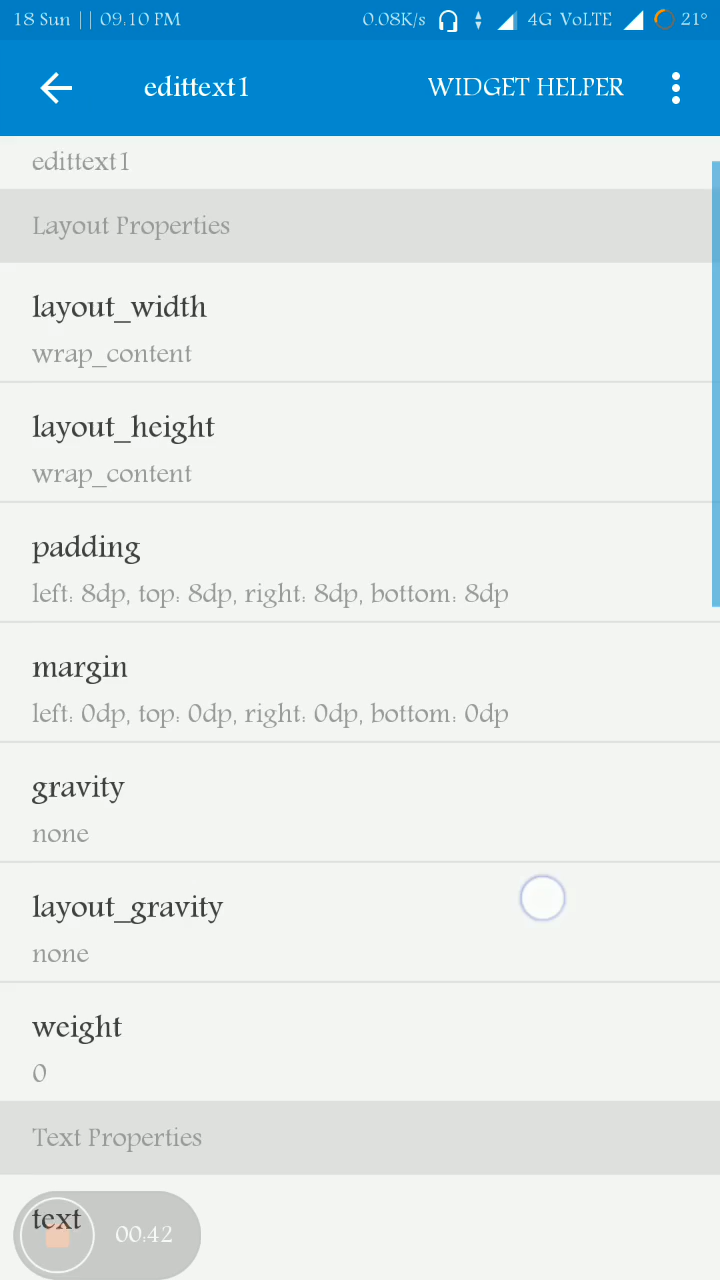 18 Sun || 09:10 PM 0.08K/s 4G VoLTE 21°
edittext1 WIDGET HELPER
edittext1
Layout Properties
layout_width
wrap_content
layout_height
wrap_content
padding
left: 8dp, top: 8dp, right: 8dp, bottom: 8dp
margin
left: 0dp, top: 0dp, right: 0dp, bottom: 0dp
gravity
none
layout_gravity
none
weight
0
Text Properties
text
00:42